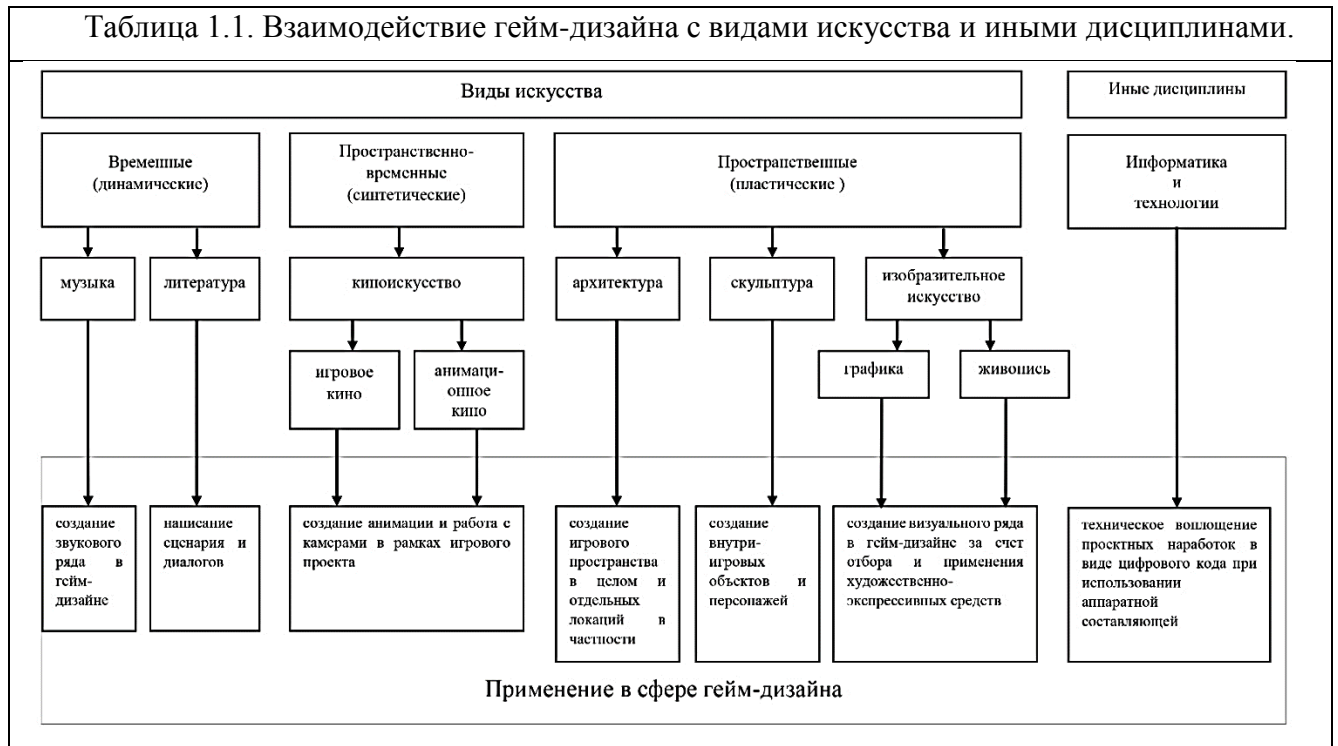 Таблица 1.1. Взаимодействие гейм-дизайна с видами искусства и иными дисциплинами.
Виды искусства
Иные дисциплины
Временные
(динамические)
Пространственно-
временные
(синтетические)
Пространственные
(пластические )
Информатика
и
технологии
музыка
литература
киноискусство
архитектура
скульптура
изобразительное
искусство
игровое
кино
анимаци-
онное
кино
графика
живопись
создание
звукового
ряда в
гейм-
дизайне
написание
сценария и
диалогов
создание анимации и работа с
камерами в рамках игрового
проекта
создание
игрового
пространства
в целом и
отдельных
локаций в
частности
создание
внутри-
игровых
объектов и
персонажей
создание визуального ряда
в гейм-дизайне за счет
отбора и применения
художественно-
экспрессивных средств
техническое воплощение
проектных наработок в
виде цифрового кода при
использовании
аппаратной
составляющей
Применение в сфере гейм-дизайна